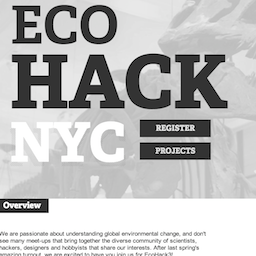 ECO
HACK
NYC
REGISTER
PROJECTS
Overview
We are passionate about understanding global environmental change, and don't
see many meet-ups that bring together the diverse community of scientists,
hackers, designers and hobbyists that share our interests. After last spring's
amazing turnout, we are excited to have you join us for EcoHack3!